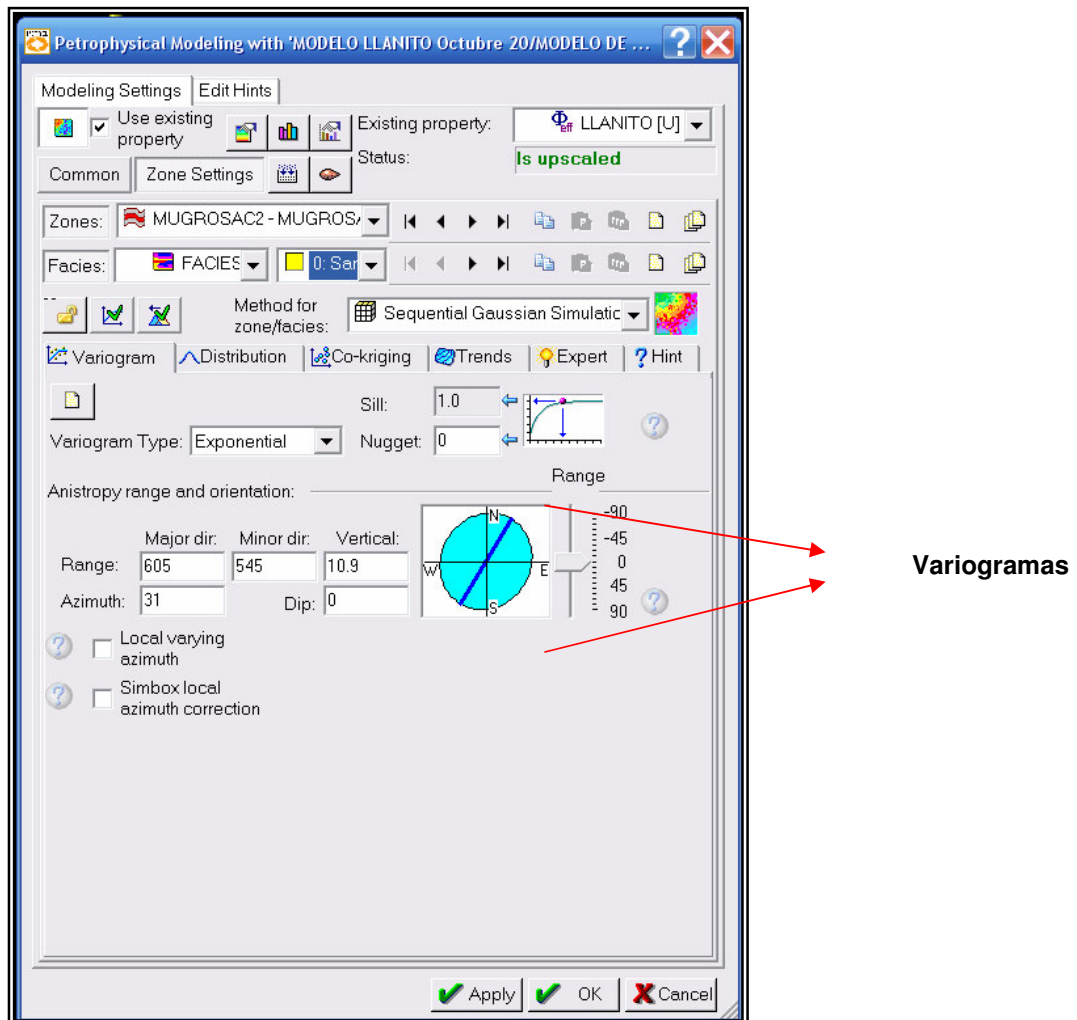 Petrophysical Modeling with 'MODELO LLANITO Octubre 20/MODELO DE ...
Modeling Settings Edit Hints
Use existing property
Existing property: Φeff LLANITO [U]
Status: Is upscaled
Common Zone Settings
Zones: MUGROSAC2 - MUGROSA
Facies: FACIES 0: Sar
Method for zone/facies: Sequential Gaussian Simulatic
Variogram Distribution Co-kriging Trends Expert ? Hint
Sill: 1.0
Variogram Type: Exponential Nugget: 0
Range
Anistropy range and orientation:
Major dir: Minor dir: Vertical:
Range: 605 545 10.9
Azimuth: 31 Dip: 0
N
W E
S
-90
-45
0
45
90
Variogramas
Local varying azimuth
Simbox local azimuth correction
Apply OK Cancel